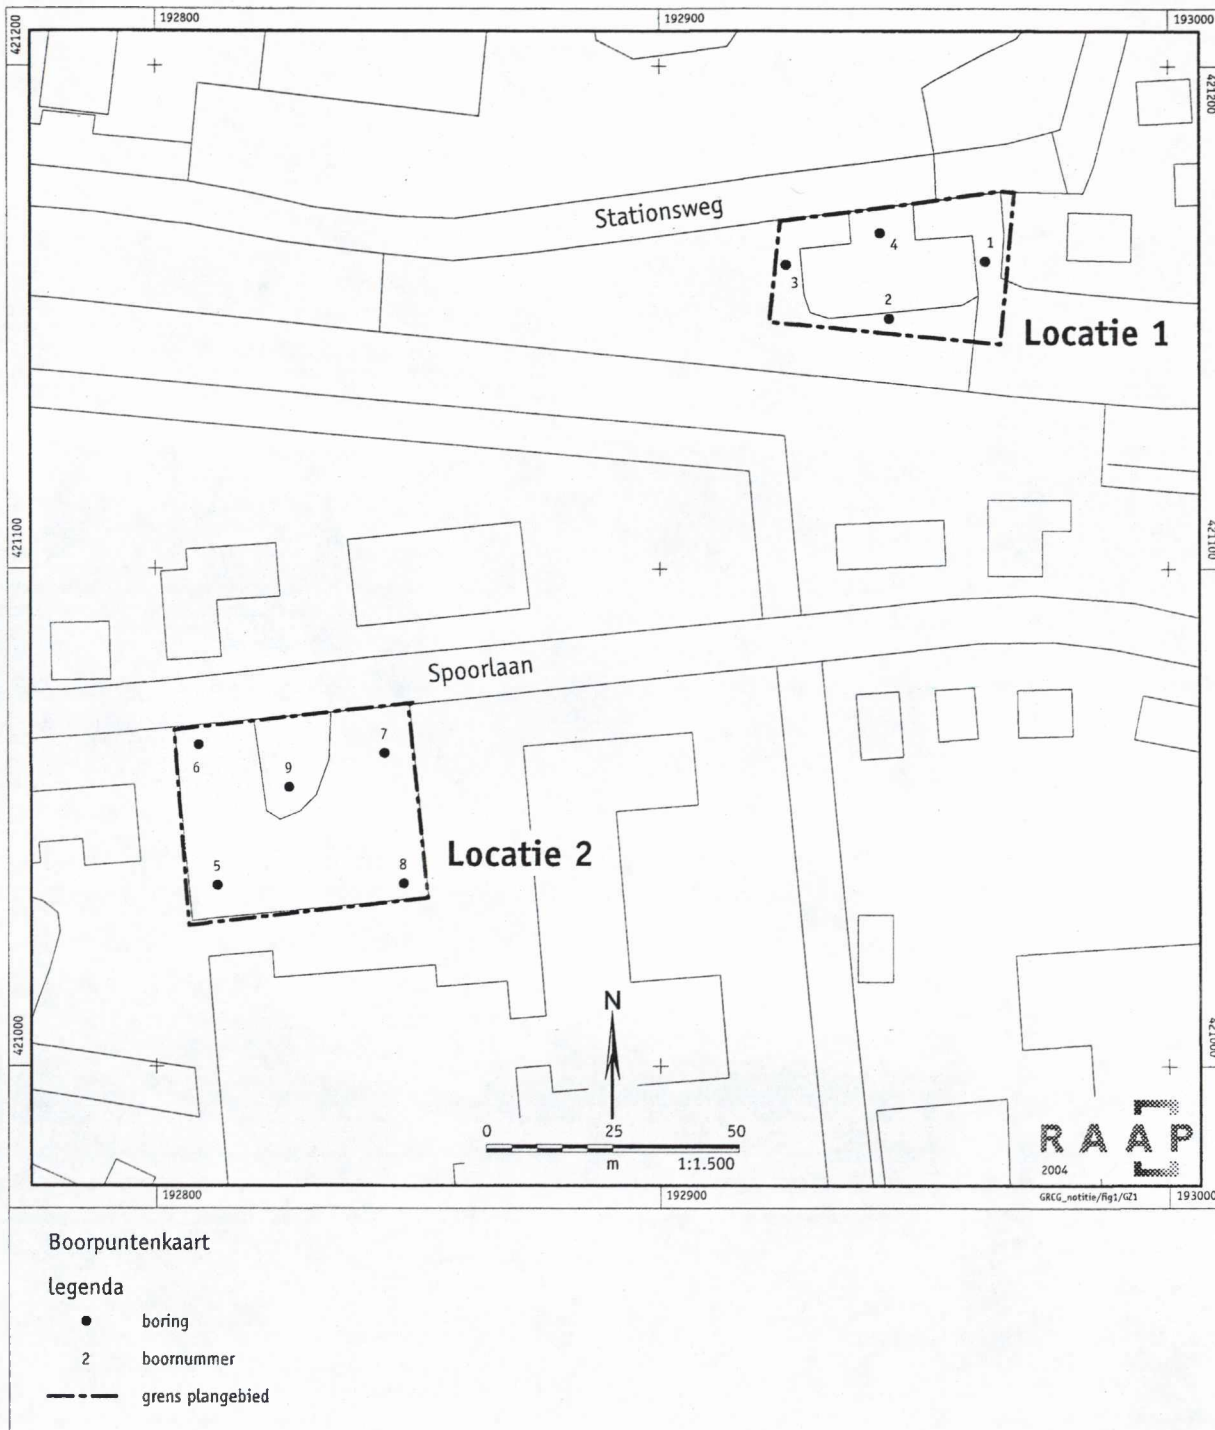 192800
192900
193000
421200
421200
Stationsweg
4
1
3
2
Locatie 1
421100
421100
Spoorlaan
7
6
9
Locatie 2
5
8
N
421000
421000
0 25 50
m 1:1.500
RAAP
2004
GRCG_notitie/fig1/GZ1
192800
192900
193000
Boorpuntenkaart
legenda
boring
2 boornummer
grens plangebied